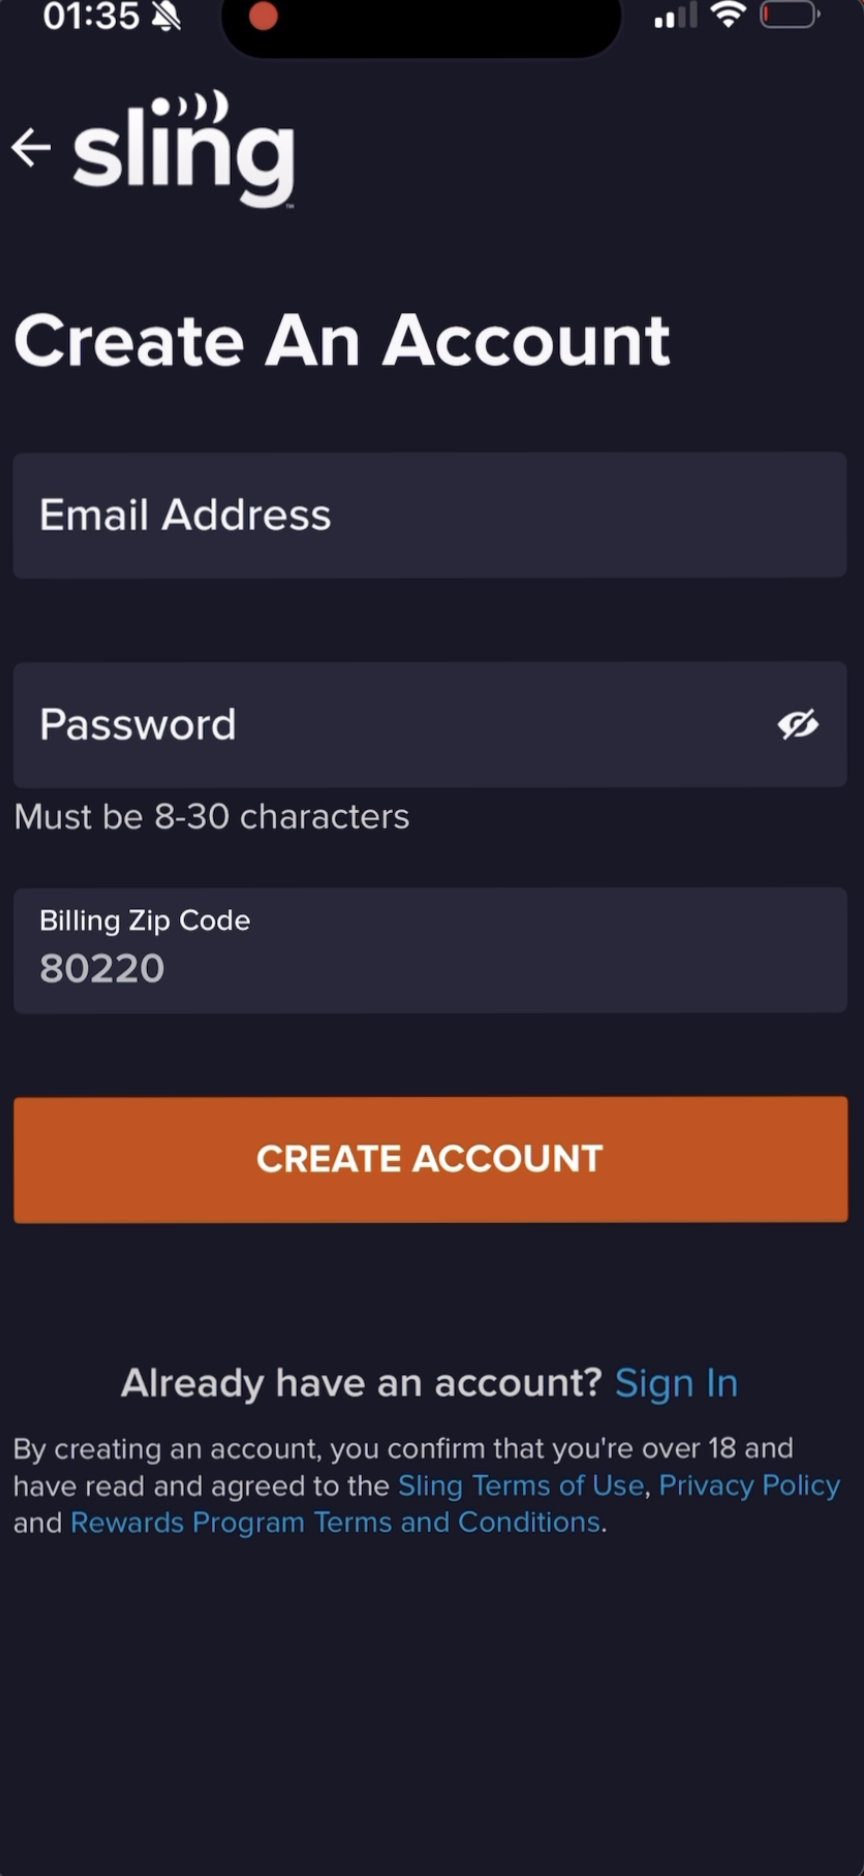 01:35
sling
Create An Account
Email Address
Password
Must be 8-30 characters
Billing Zip Code
80220
CREATE ACCOUNT
Already have an account? Sign In
By creating an account, you confirm that you're over 18 and
have read and agreed to the Sling Terms of Use, Privacy Policy
and Rewards Program Terms and Conditions.